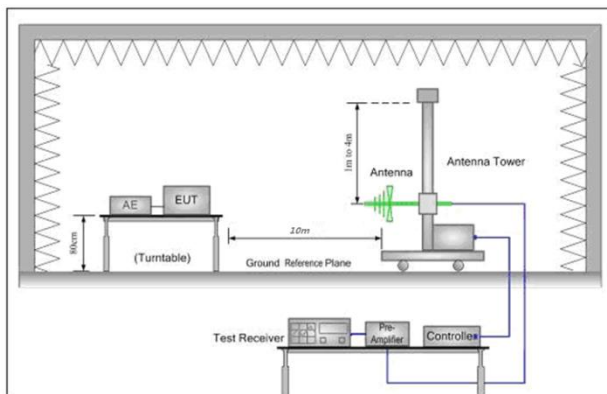 1m to 4m
Antenna
Antenna Tower
AE
EUT
80cm
(Turntable)
10m
Ground Reference Plane
Test Receiver
Pre-
Amplifier
Controller